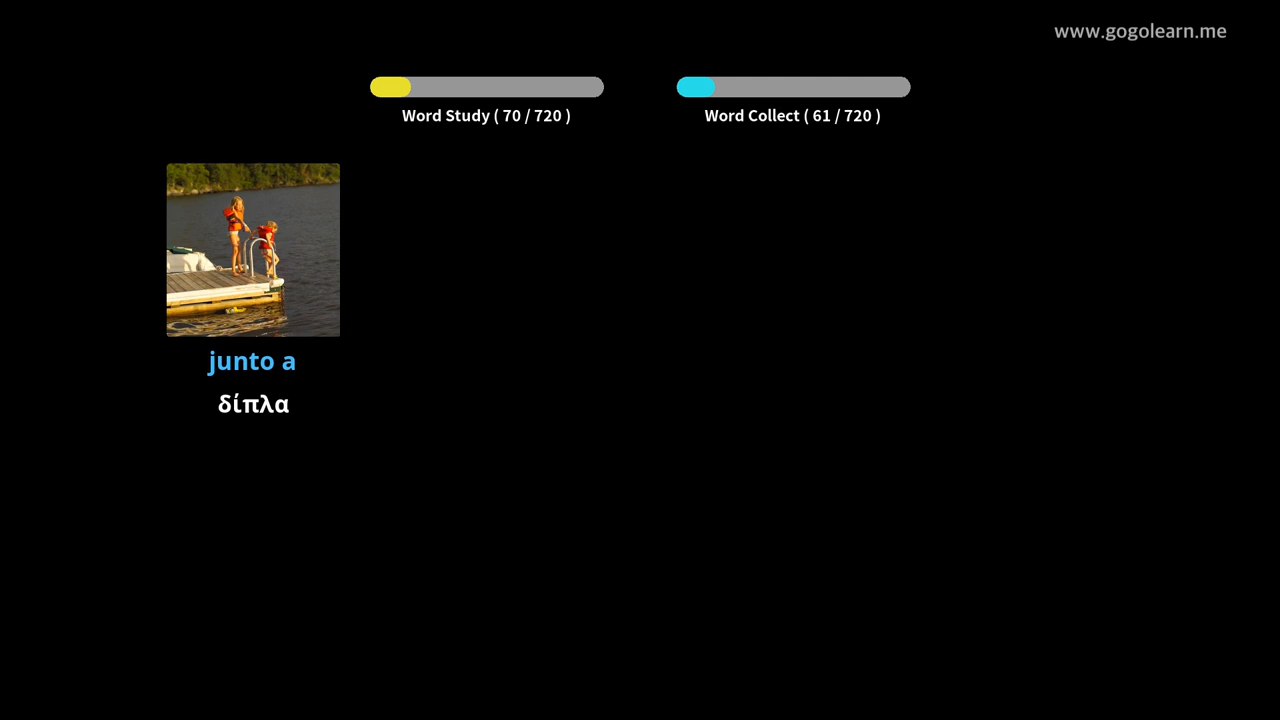 www.gogolearn.me
Word Study ( 70 / 720 )
Word Collect ( 61 / 720 )
junto a
δίπλα